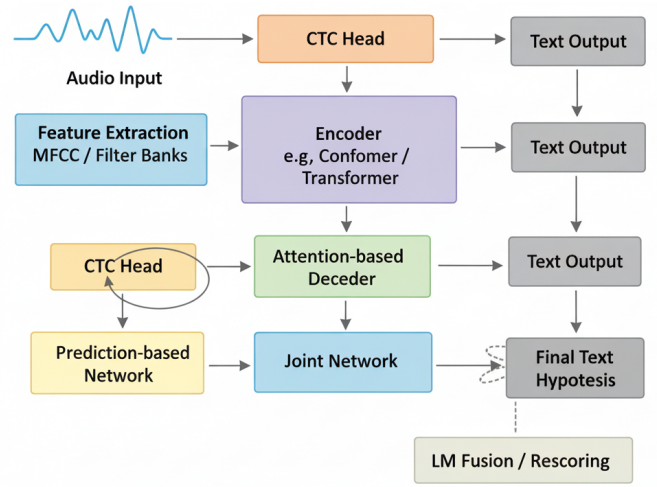 CTC Head
Text Output
Audio Input
Feature Extraction
MFCC / Filter Banks
Encoder
e.g, Confomer /
Transformer
Text Output
CTC Head
Attention-based
Deceder
Text Output
Prediction-based
Network
Joint Network
Final Text
Hypotesis
LM Fusion / Rescoring